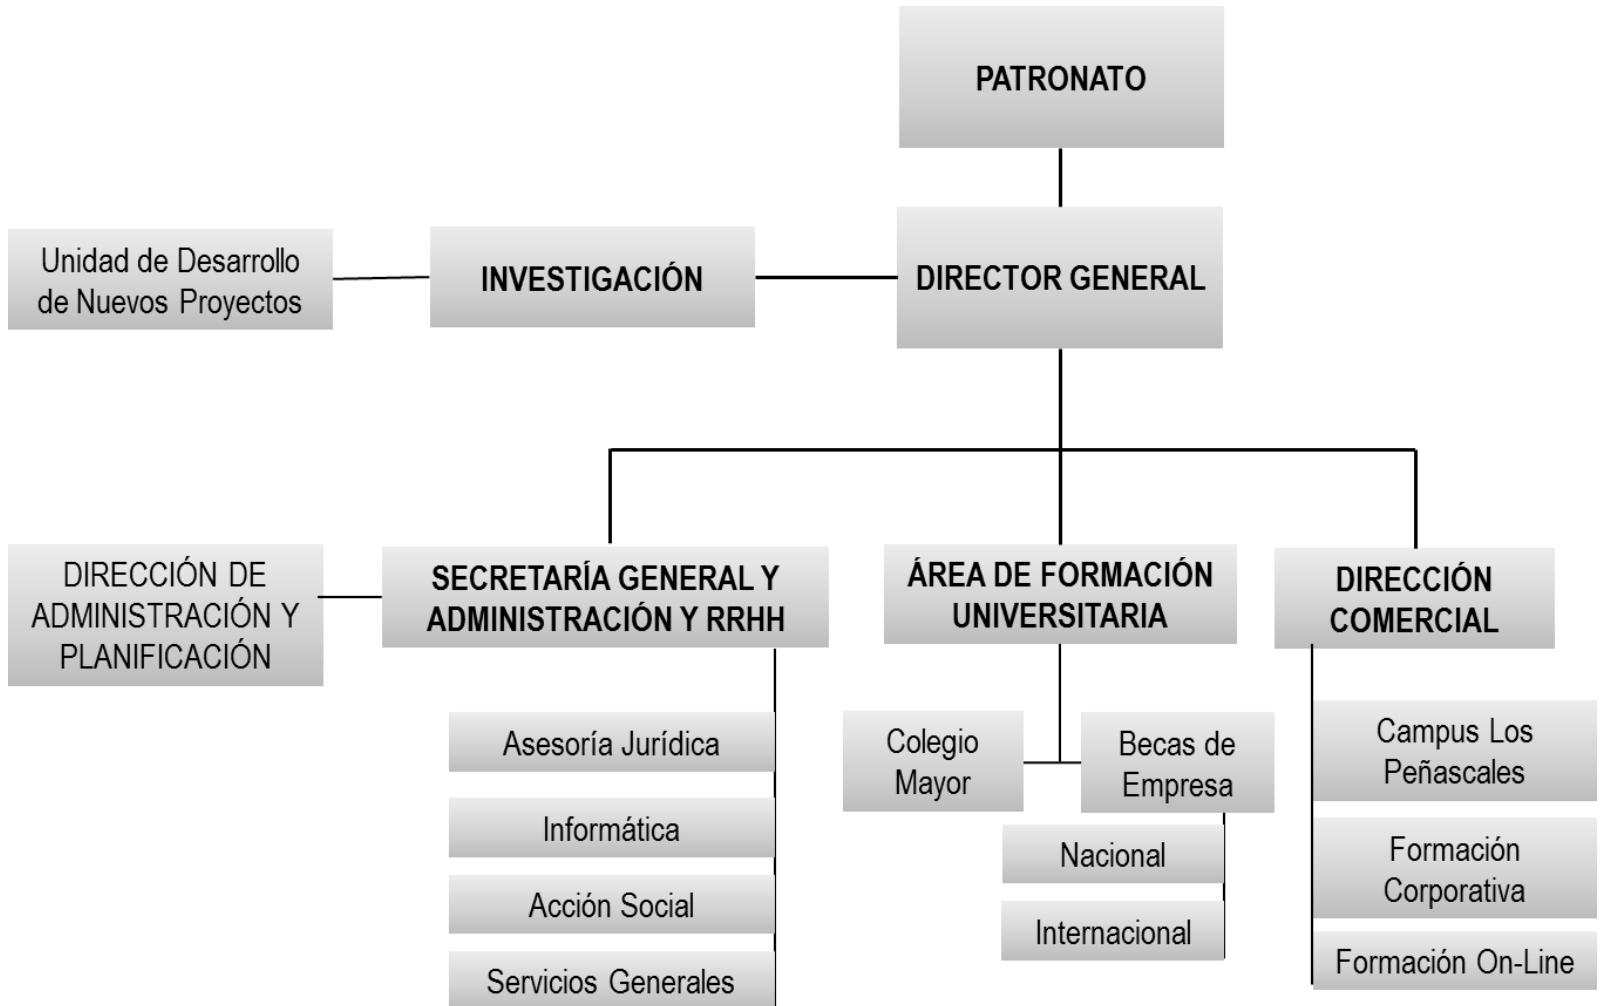 PATRONATO
Unidad de Desarrollo
de Nuevos Proyectos
INVESTIGACIÓN
DIRECTOR GENERAL
DIRECCIÓN DE
ADMINISTRACIÓN Y
PLANIFICACIÓN
SECRETARÍA GENERAL Y
ADMINISTRACIÓN Y RRHH
ÁREA DE FORMACIÓN
UNIVERSITARIA
DIRECCIÓN
COMERCIAL
Asesoría Jurídica
Informática
Acción Social
Servicios Generales
Colegio
Mayor
Becas de
Empresa
Nacional
Internacional
Campus Los
Peñascales
Formación
Corporativa
Formación On-Line